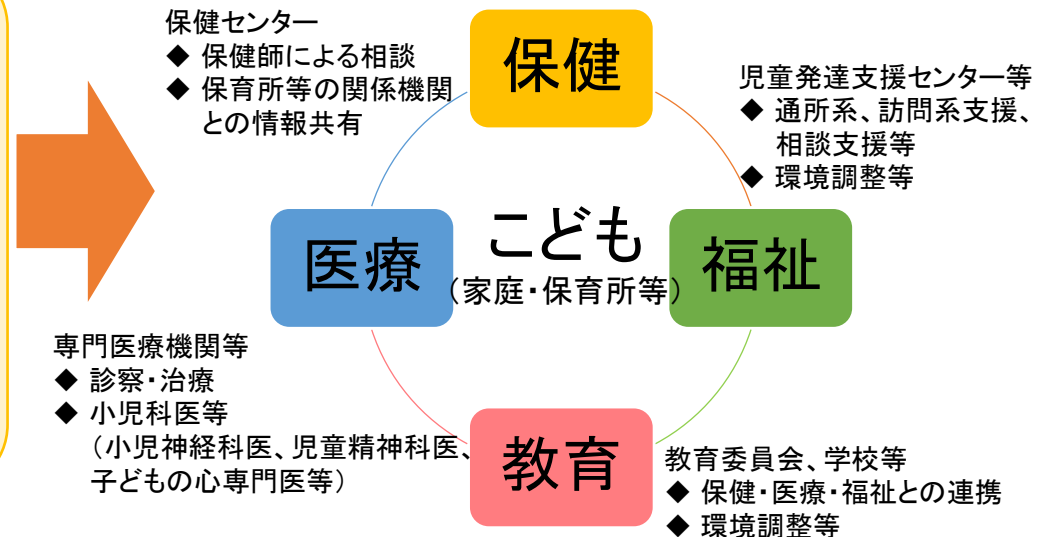 保健センター
◆ 保健師による相談
◆ 保育所等の関係機関
との情報共有
保健
児童発達支援センター等
◆ 通所系、訪問系支援、
相談支援等
◆ 環境調整等
医療
こども
（家庭・保育所等）
福祉
専門医療機関等
◆ 診察・治療
◆ 小児科医等
（小児神経科医、児童精神科医、
子どもの心専門医等）
教育
教育委員会、学校等
◆ 保健・医療・福祉との連携
◆ 環境調整等